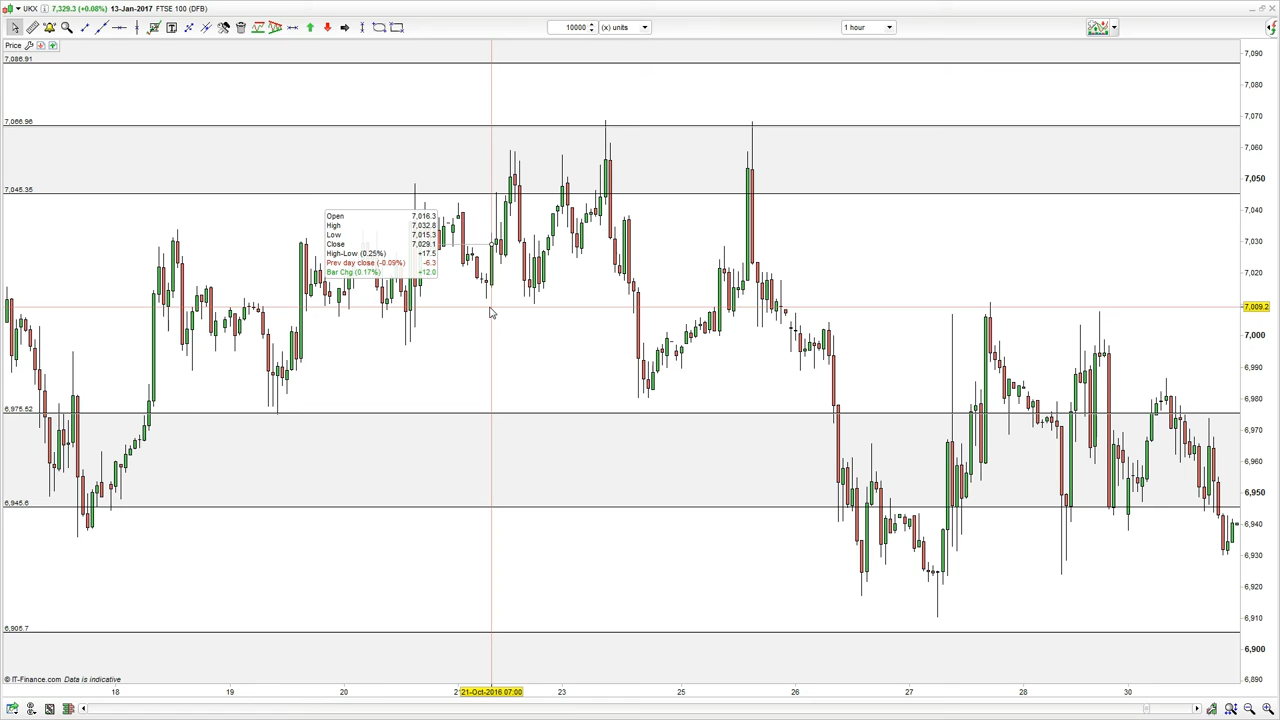 UKX 7,329.3 (+0.08%) 13-Jan-2017 FTSE 100 (DFB)
10000 (x) units 1 hour
Price
7,090
7,086.91
7,080
7,070
7,066.96
7,060
7,050
7,045.35
7,040
7,030
7,020
7,009.2
7,000
6,990
6,980
6,975.52
6,970
6,960
6,950
6,945.6
6,940
6,930
6,920
6,910
6,905.7
6,900
6,890
Open 7,016.3
High 7,032.8
Low 7,015.3
Close 7,029.1
High-Low (0.25%) +17.5
Prev day close (-0.09%) -6.3
Bar Chg (0.17%) +12.0
© IT-Finance.com Data is indicative
18 19 20 21-Oct-2016 07:00 23 25 26 27 28 30